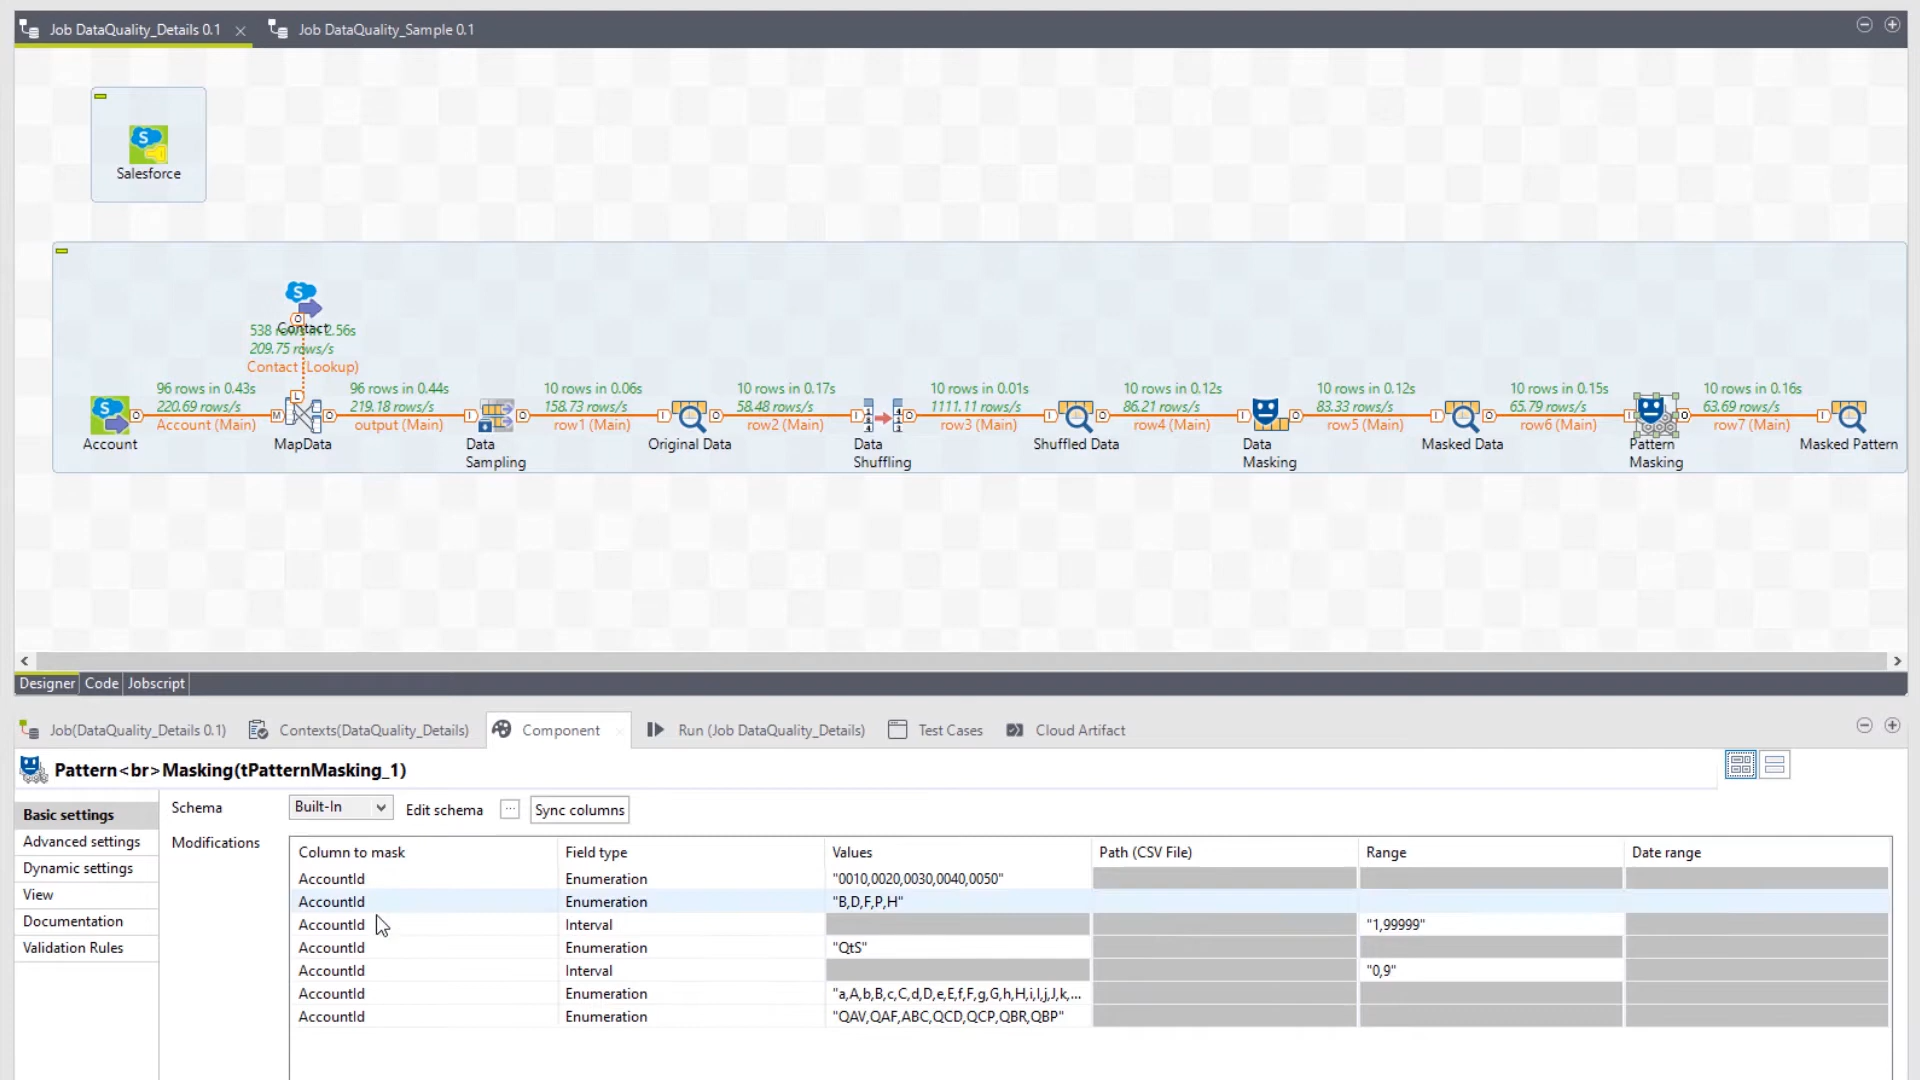 Job DataQuality_Details 0.1
Job DataQuality_Sample 0.1
Salesforce
Contact
538 rows in 2.56s
209.75 rows/s
Contact (Lookup)
96 rows in 0.43s
220.69 rows/s
Account (Main)
96 rows in 0.44s
219.18 rows/s
output (Main)
10 rows in 0.06s
158.73 rows/s
row1 (Main)
10 rows in 0.17s
58.48 rows/s
row2 (Main)
10 rows in 0.01s
1111.11 rows/s
row3 (Main)
10 rows in 0.12s
86.21 rows/s
row4 (Main)
10 rows in 0.12s
83.33 rows/s
row5 (Main)
10 rows in 0.15s
65.79 rows/s
row6 (Main)
10 rows in 0.16s
63.69 rows/s
row7 (Main)
Account
MapData
Data
Sampling
Original Data
Data
Shuffling
Shuffled Data
Data
Masking
Masked Data
Pattern
Masking
Masked Pattern
Designer
Code
Jobscript
Job(DataQuality_Details 0.1)
Contexts(DataQuality_Details)
Component
Run (Job DataQuality_Details)
Test Cases
Cloud Artifact
Pattern<br>Masking(tPatternMasking_1)
Basic settings
Advanced settings
Dynamic settings
View
Documentation
Validation Rules
Schema
Built-In
Edit schema
...
Sync columns
Modifications
Column to mask Field type Values Path (CSV File) Range Date range
AccountId Enumeration "0010,0020,0030,0040,0050"
AccountId Enumeration "B,D,F,P,H"
AccountId Interval "1,99999"
AccountId Enumeration "QtS"
AccountId Interval "0,9"
AccountId Enumeration "a,A,b,B,c,C,d,D,e,E,f,F,g,G,h,H,i,I,j,J,k,...
AccountId Enumeration "QAV,QAF,ABC,QCD,QCP,QBR,QBP"